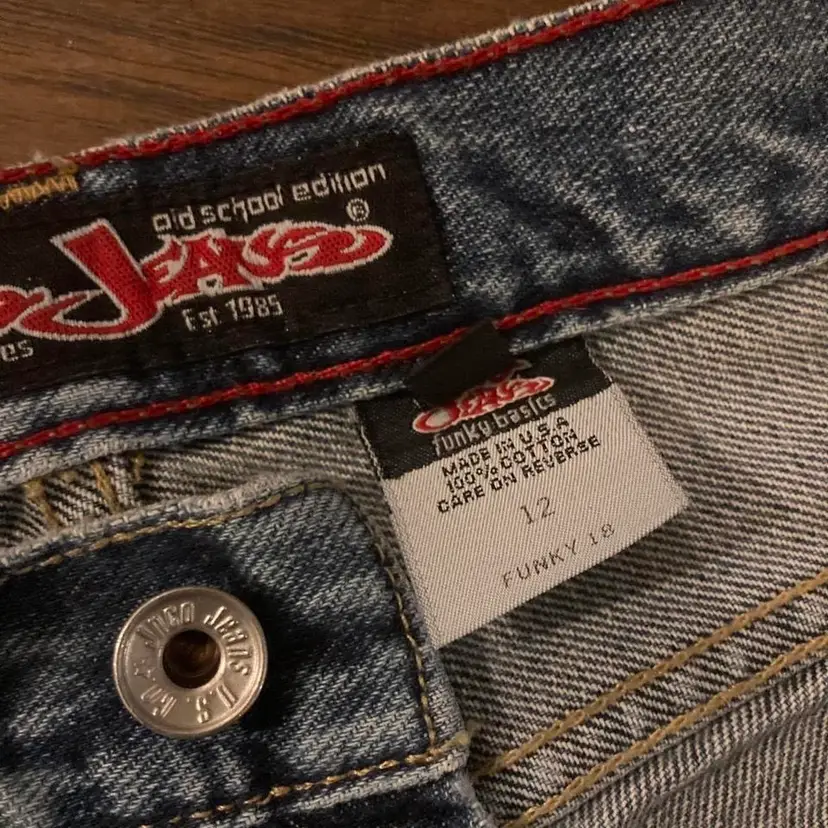 old school edition
Jeans ®
Est 1985
es
Jeans
funky basics
MADE IN U.S.A
100% COTTON
CARE ON REVERSE
12
FUNKY 18
Jnco Jeans U.S.